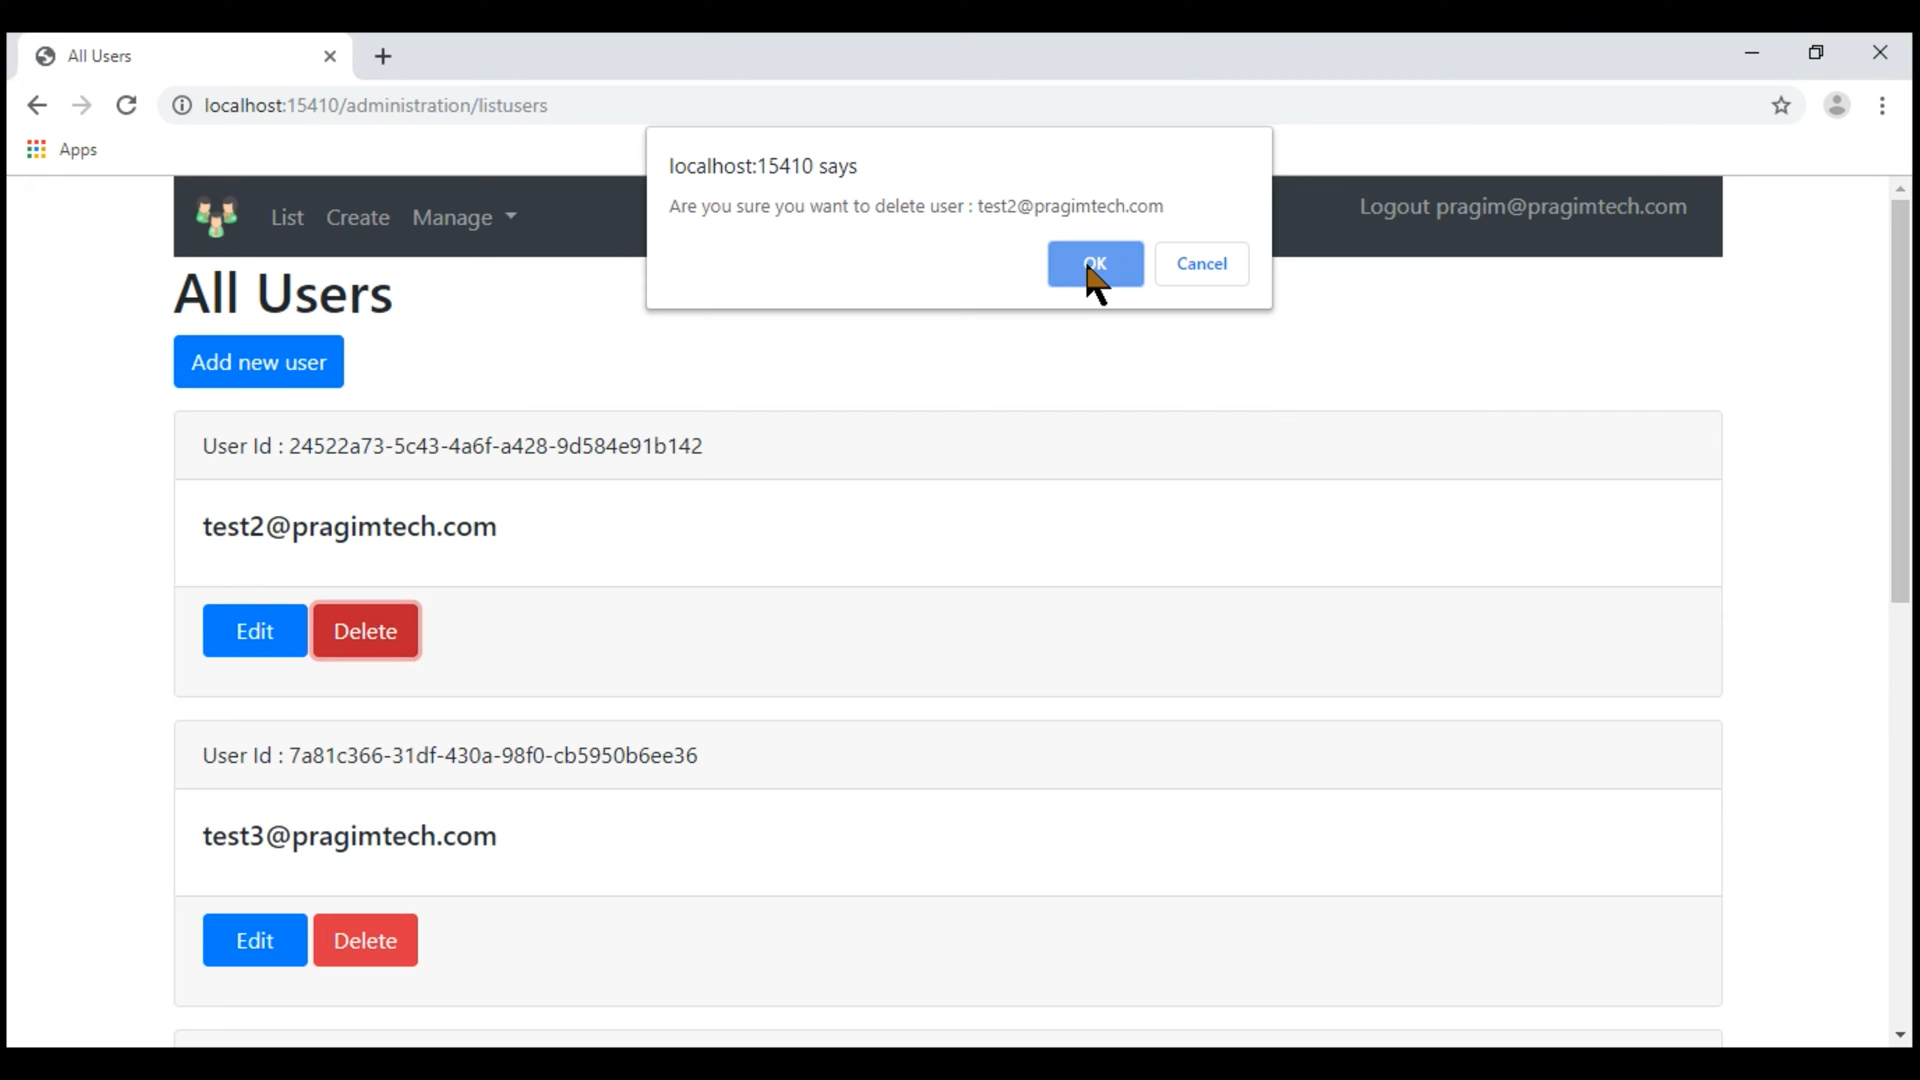 All Users
localhost:15410/administration/listusers
Apps
localhost:15410 says
Are you sure you want to delete user : test2@pragimtech.com
OK
Cancel
List Create Manage
Logout pragim@pragimtech.com
All Users
Add new user
User Id : 24522a73-5c43-4a6f-a428-9d584e91b142
test2@pragimtech.com
Edit Delete
User Id : 7a81c366-31df-430a-98f0-cb5950b6ee36
test3@pragimtech.com
Edit Delete